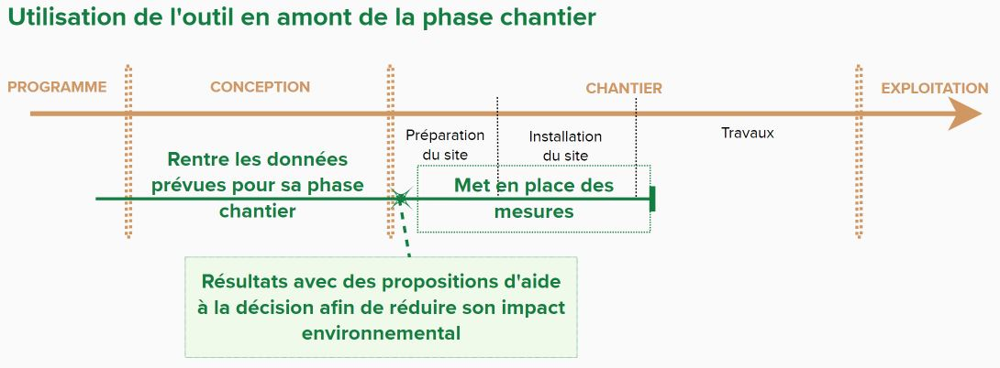 Utilisation de l'outil en amont de la phase chantier
PROGRAMME
CONCEPTION
CHANTIER
EXPLOITATION
Préparation
du site
Installation
du site
Travaux
Rentre les données
prévues pour sa phase
chantier
Met en place des
mesures
Résultats avec des propositions d'aide
à la décision afin de réduire son impact
environnemental